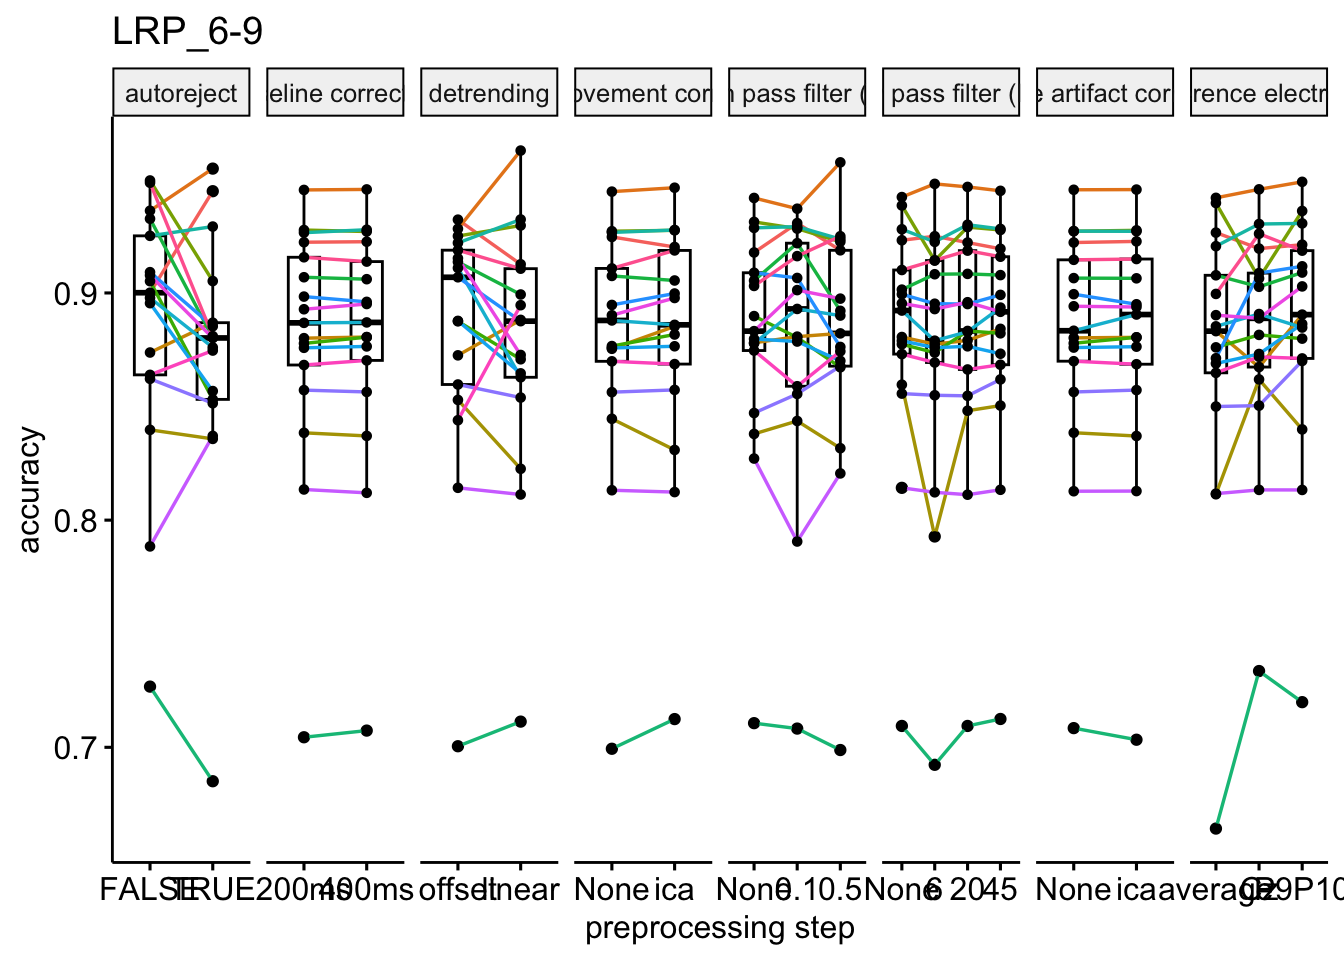 LRP_6-9
autoreject
eline correc
detrending
ovement cor
n pass filter (
pass filter (
e artifact cor
rence electr
accuracy
0.9
0.8
0.7
FALSE TRUE 200ms 400ms offset linear None ica None 0.1 0.5 None 6 20 45 None ica average Cz P9P10
preprocessing step